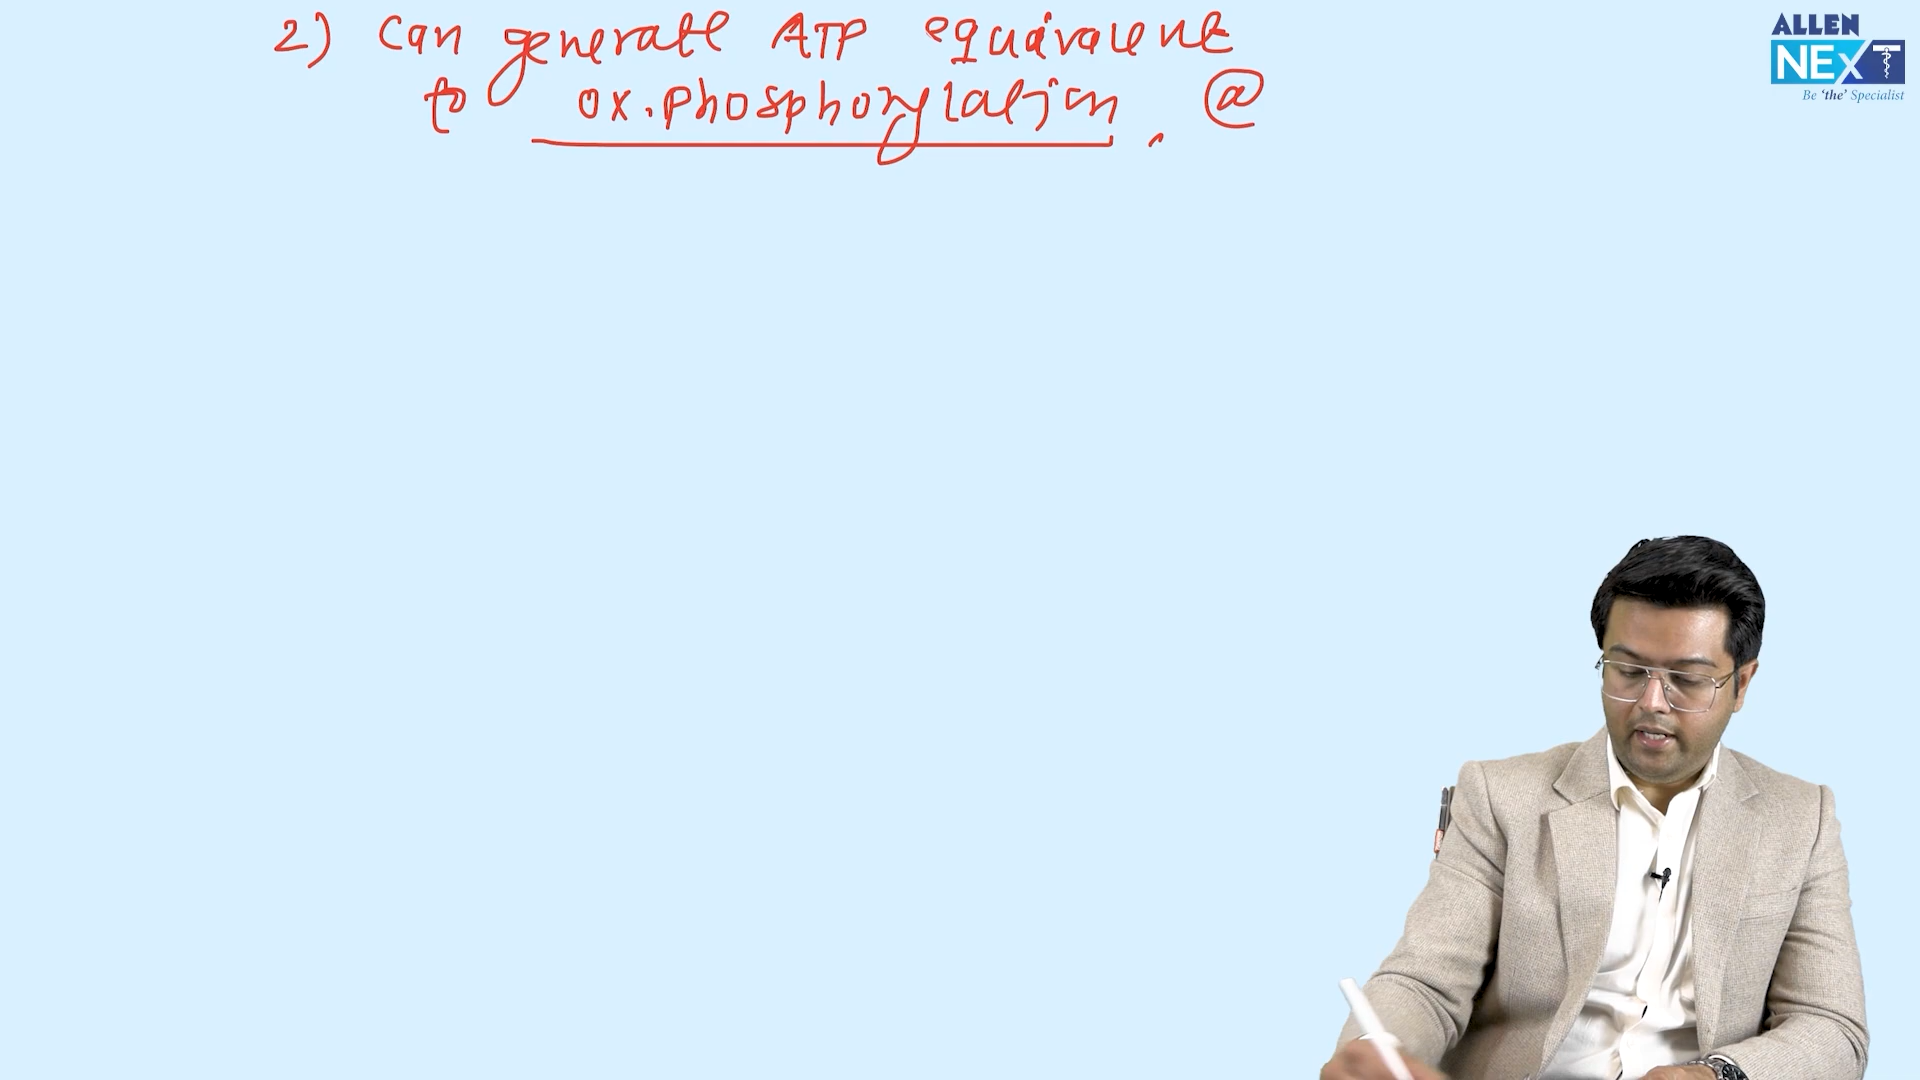 2) Can generate ATP equivalent
to ox. phosphorylation. @
ALLEN
NEXT
Be 'the' Specialist